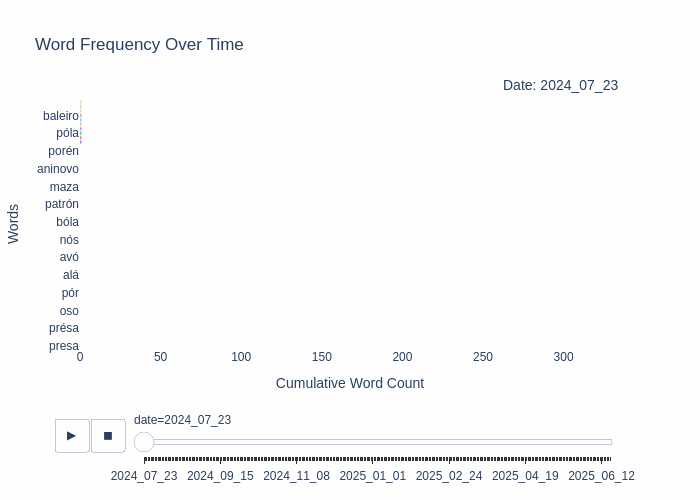 Word Frequency Over Time
Date: 2024_07_23
baleiro
póla
porén
aninovo
maza
patrón
bóla
nós
avó
alá
pór
oso
présa
presa
Words
0 50 100 150 200 250 300
Cumulative Word Count
date=2024_07_23
2024_07_23 2024_09_15 2024_11_08 2025_01_01 2025_02_24 2025_04_19 2025_06_12